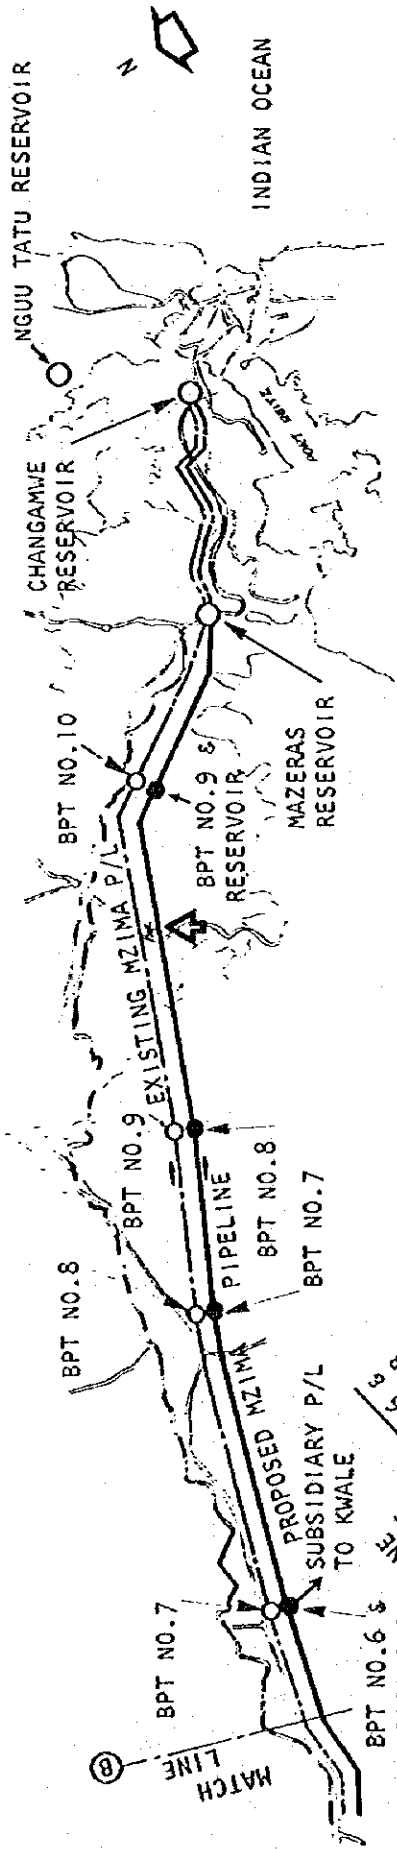 N
NGUU TATU RESERVOIR
INDIAN OCEAN
CHANGAMWE
RESERVOIR
PORT REITZ
BPT NO.10
BPT NO.9 &
RESERVOIR
MAZERAS
RESERVOIR
EXISTING MZIMA P/L
BPT NO.9
BPT NO.8
BPT NO.8
PROPOSED MZIMA PIPELINE
BPT NO.7
SUBSIDIARY P/L
TO KWALE
BPT NO.7
BPT NO.6 &
B
MATCH
LINE